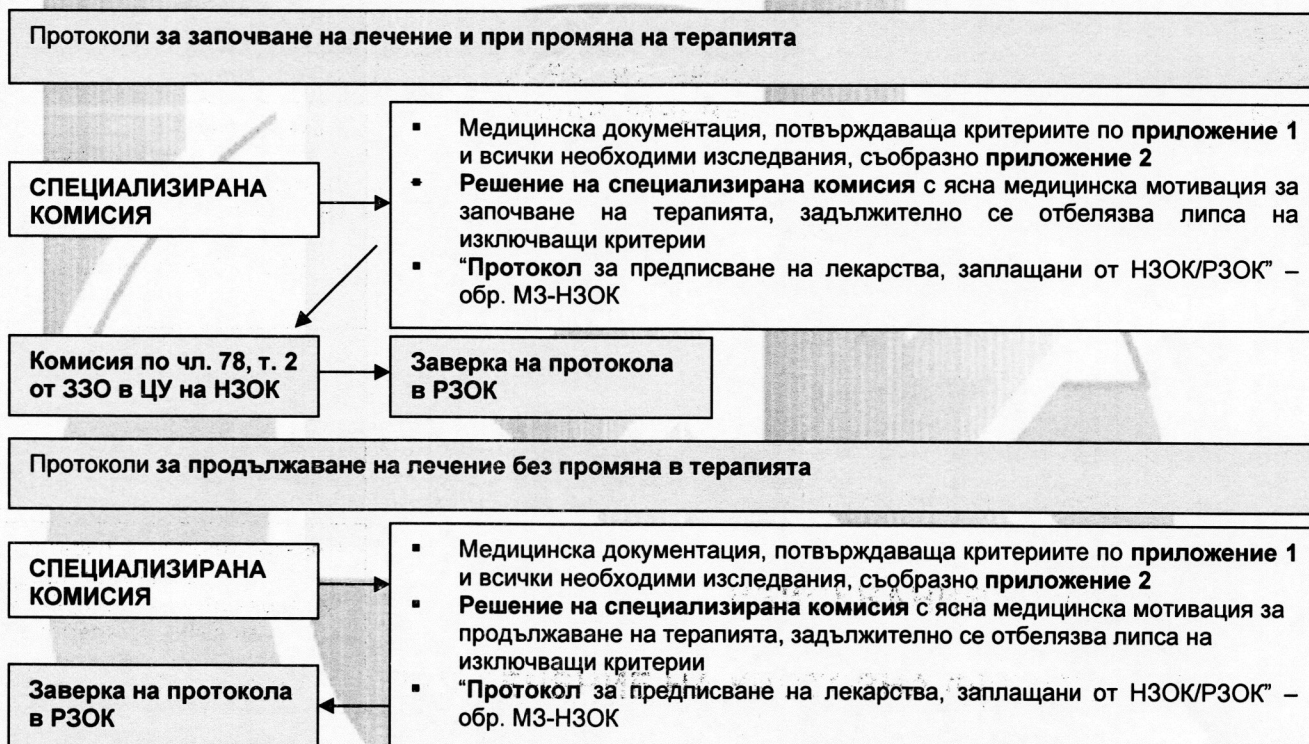 Протоколи за започване на лечение и при промяна на терапията
СПЕЦИАЛИЗИРАНА
КОМИСИЯ
▪ Медицинска документация, потвърждаваща критериите по приложение 1
и всички необходими изследвания, съобразно приложение 2
▪ Решение на специализирана комисия с ясна медицинска мотивация за
започване на терапията, задължително се отбелязва липса на
изключващи критерии
▪ “Протокол за предписване на лекарства, заплащани от НЗОК/РЗОК” –
обр. МЗ-НЗОК
Комисия по чл. 78, т. 2
от ЗЗО в ЦУ на НЗОК
Заверка на протокола
в РЗОК
Протоколи за продължаване на лечение без промяна в терапията
СПЕЦИАЛИЗИРАНА
КОМИСИЯ
▪ Медицинска документация, потвърждаваща критериите по приложение 1
и всички необходими изследвания, съобразно приложение 2
▪ Решение на специализирана комисия с ясна медицинска мотивация за
продължаване на терапията, задължително се отбелязва липса на
изключващи критерии
▪ “Протокол за предписване на лекарства, заплащани от НЗОК/РЗОК” –
обр. МЗ-НЗОК
Заверка на протокола
в РЗОК